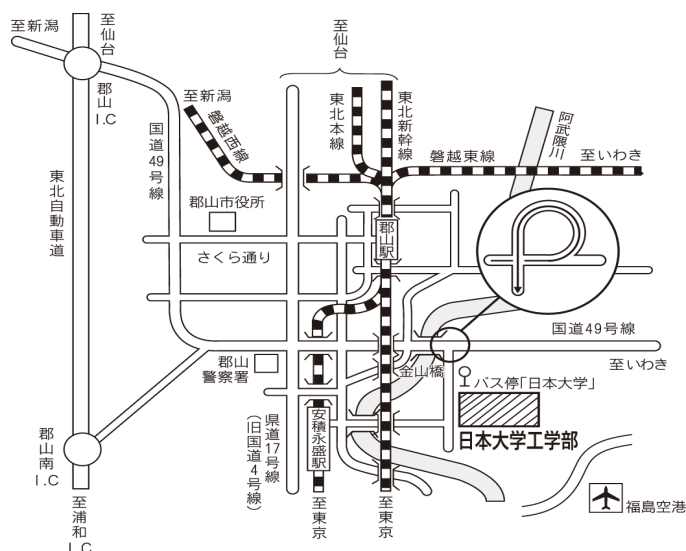 至新潟
至仙台
郡山
I.C
国道49号線
東北自動車道
郡山南
I.C
至浦和
I.C
至仙台
至新潟
磐越西線
東北本線
東北新幹線
磐越東線
至いわき
阿武隈川
郡山市役所
さくら通り
郡山駅
国道49号線
至いわき
金山橋
郡山
警察署
バス停「日本大学」
日本大学工学部
県道17号線
(旧国道4号線)
安積永盛駅
至東京
至東京
福島空港